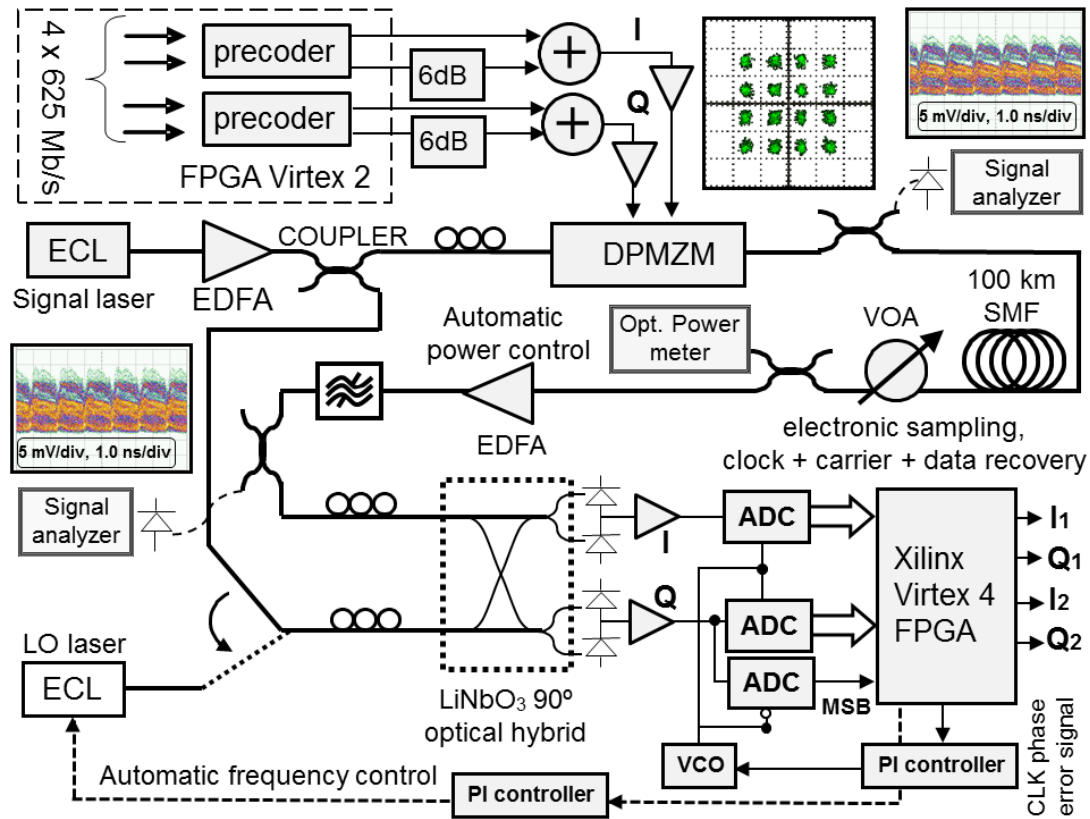 4 x 625 Mb/s
precoder
6dB
precoder
6dB
FPGA Virtex 2
+
+
I
Q
5 mV/div, 1.0 ns/div
Signal
analyzer
ECL
Signal laser
EDFA
COUPLER
DPMZM
100 km
SMF
VOA
Opt. Power
meter
Automatic
power control
EDFA
5 mV/div, 1.0 ns/div
Signal
analyzer
electronic sampling,
clock + carrier + data recovery
I
Q
ADC
ADC
ADC
MSB
Xilinx
Virtex 4
FPGA
I1
Q1
I2
Q2
LO laser
ECL
LiNbO3 90º
optical hybrid
VCO
PI controller
CLK phase
error signal
Automatic frequency control
PI controller